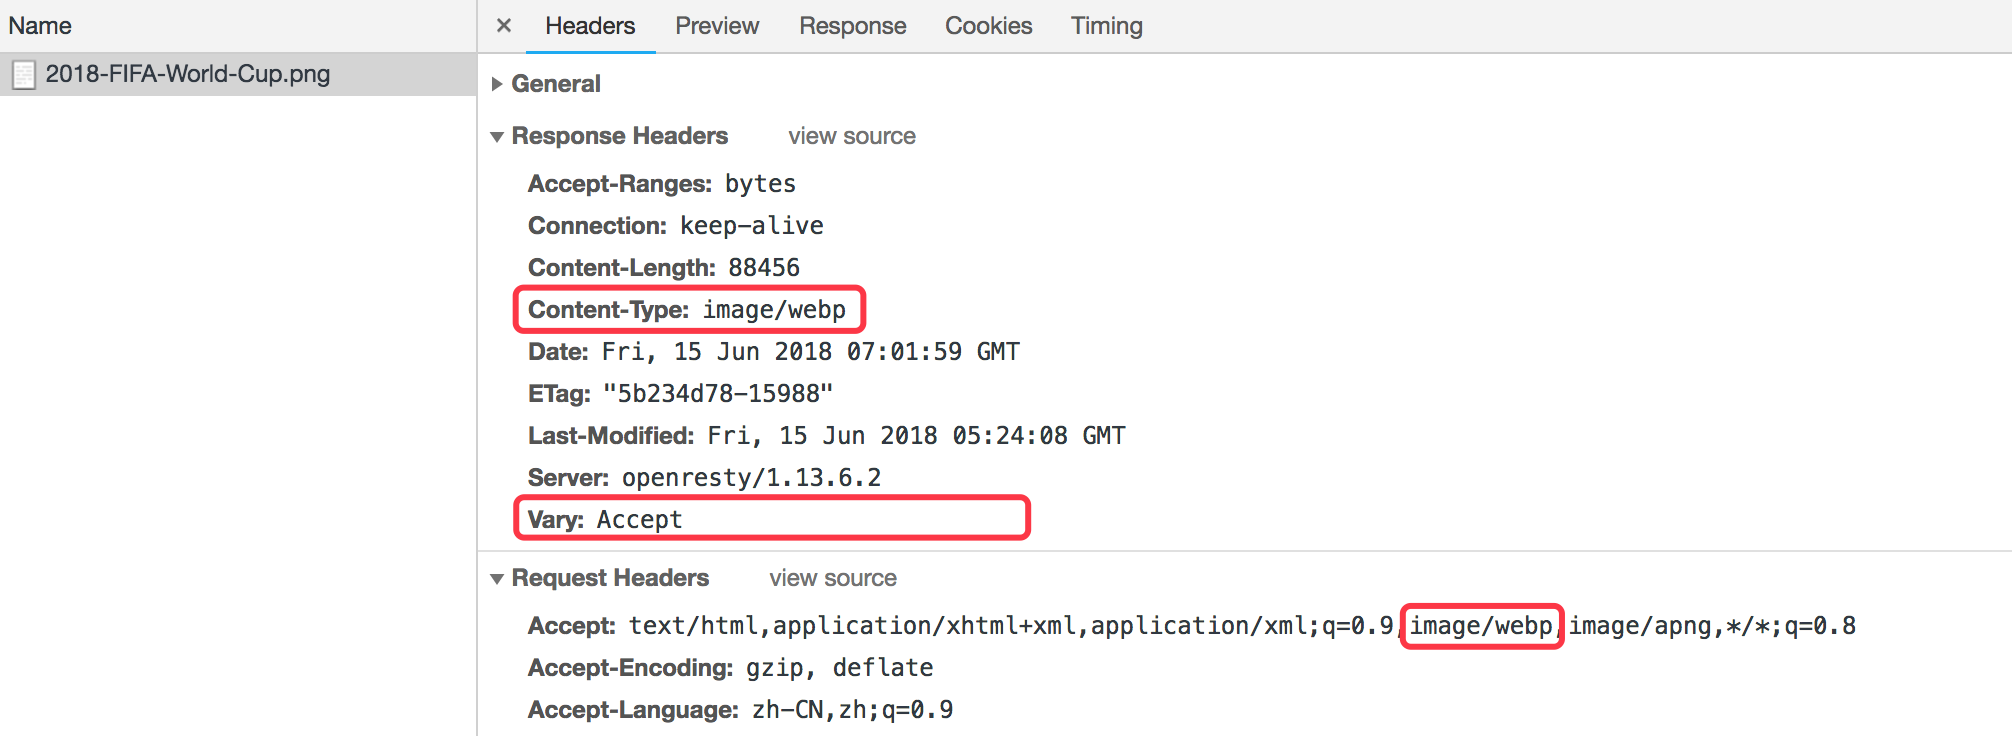 Name
× Headers Preview Response Cookies Timing
2018-FIFA-World-Cup.png
General
Response Headers view source
Accept-Ranges: bytes
Connection: keep-alive
Content-Length: 88456
Content-Type: image/webp
Date: Fri, 15 Jun 2018 07:01:59 GMT
ETag: "5b234d78-15988"
Last-Modified: Fri, 15 Jun 2018 05:24:08 GMT
Server: openresty/1.13.6.2
Vary: Accept
Request Headers view source
Accept: text/html,application/xhtml+xml,application/xml;q=0.9,image/webp,image/apng,*/*;q=0.8
Accept-Encoding: gzip, deflate
Accept-Language: zh-CN,zh;q=0.9